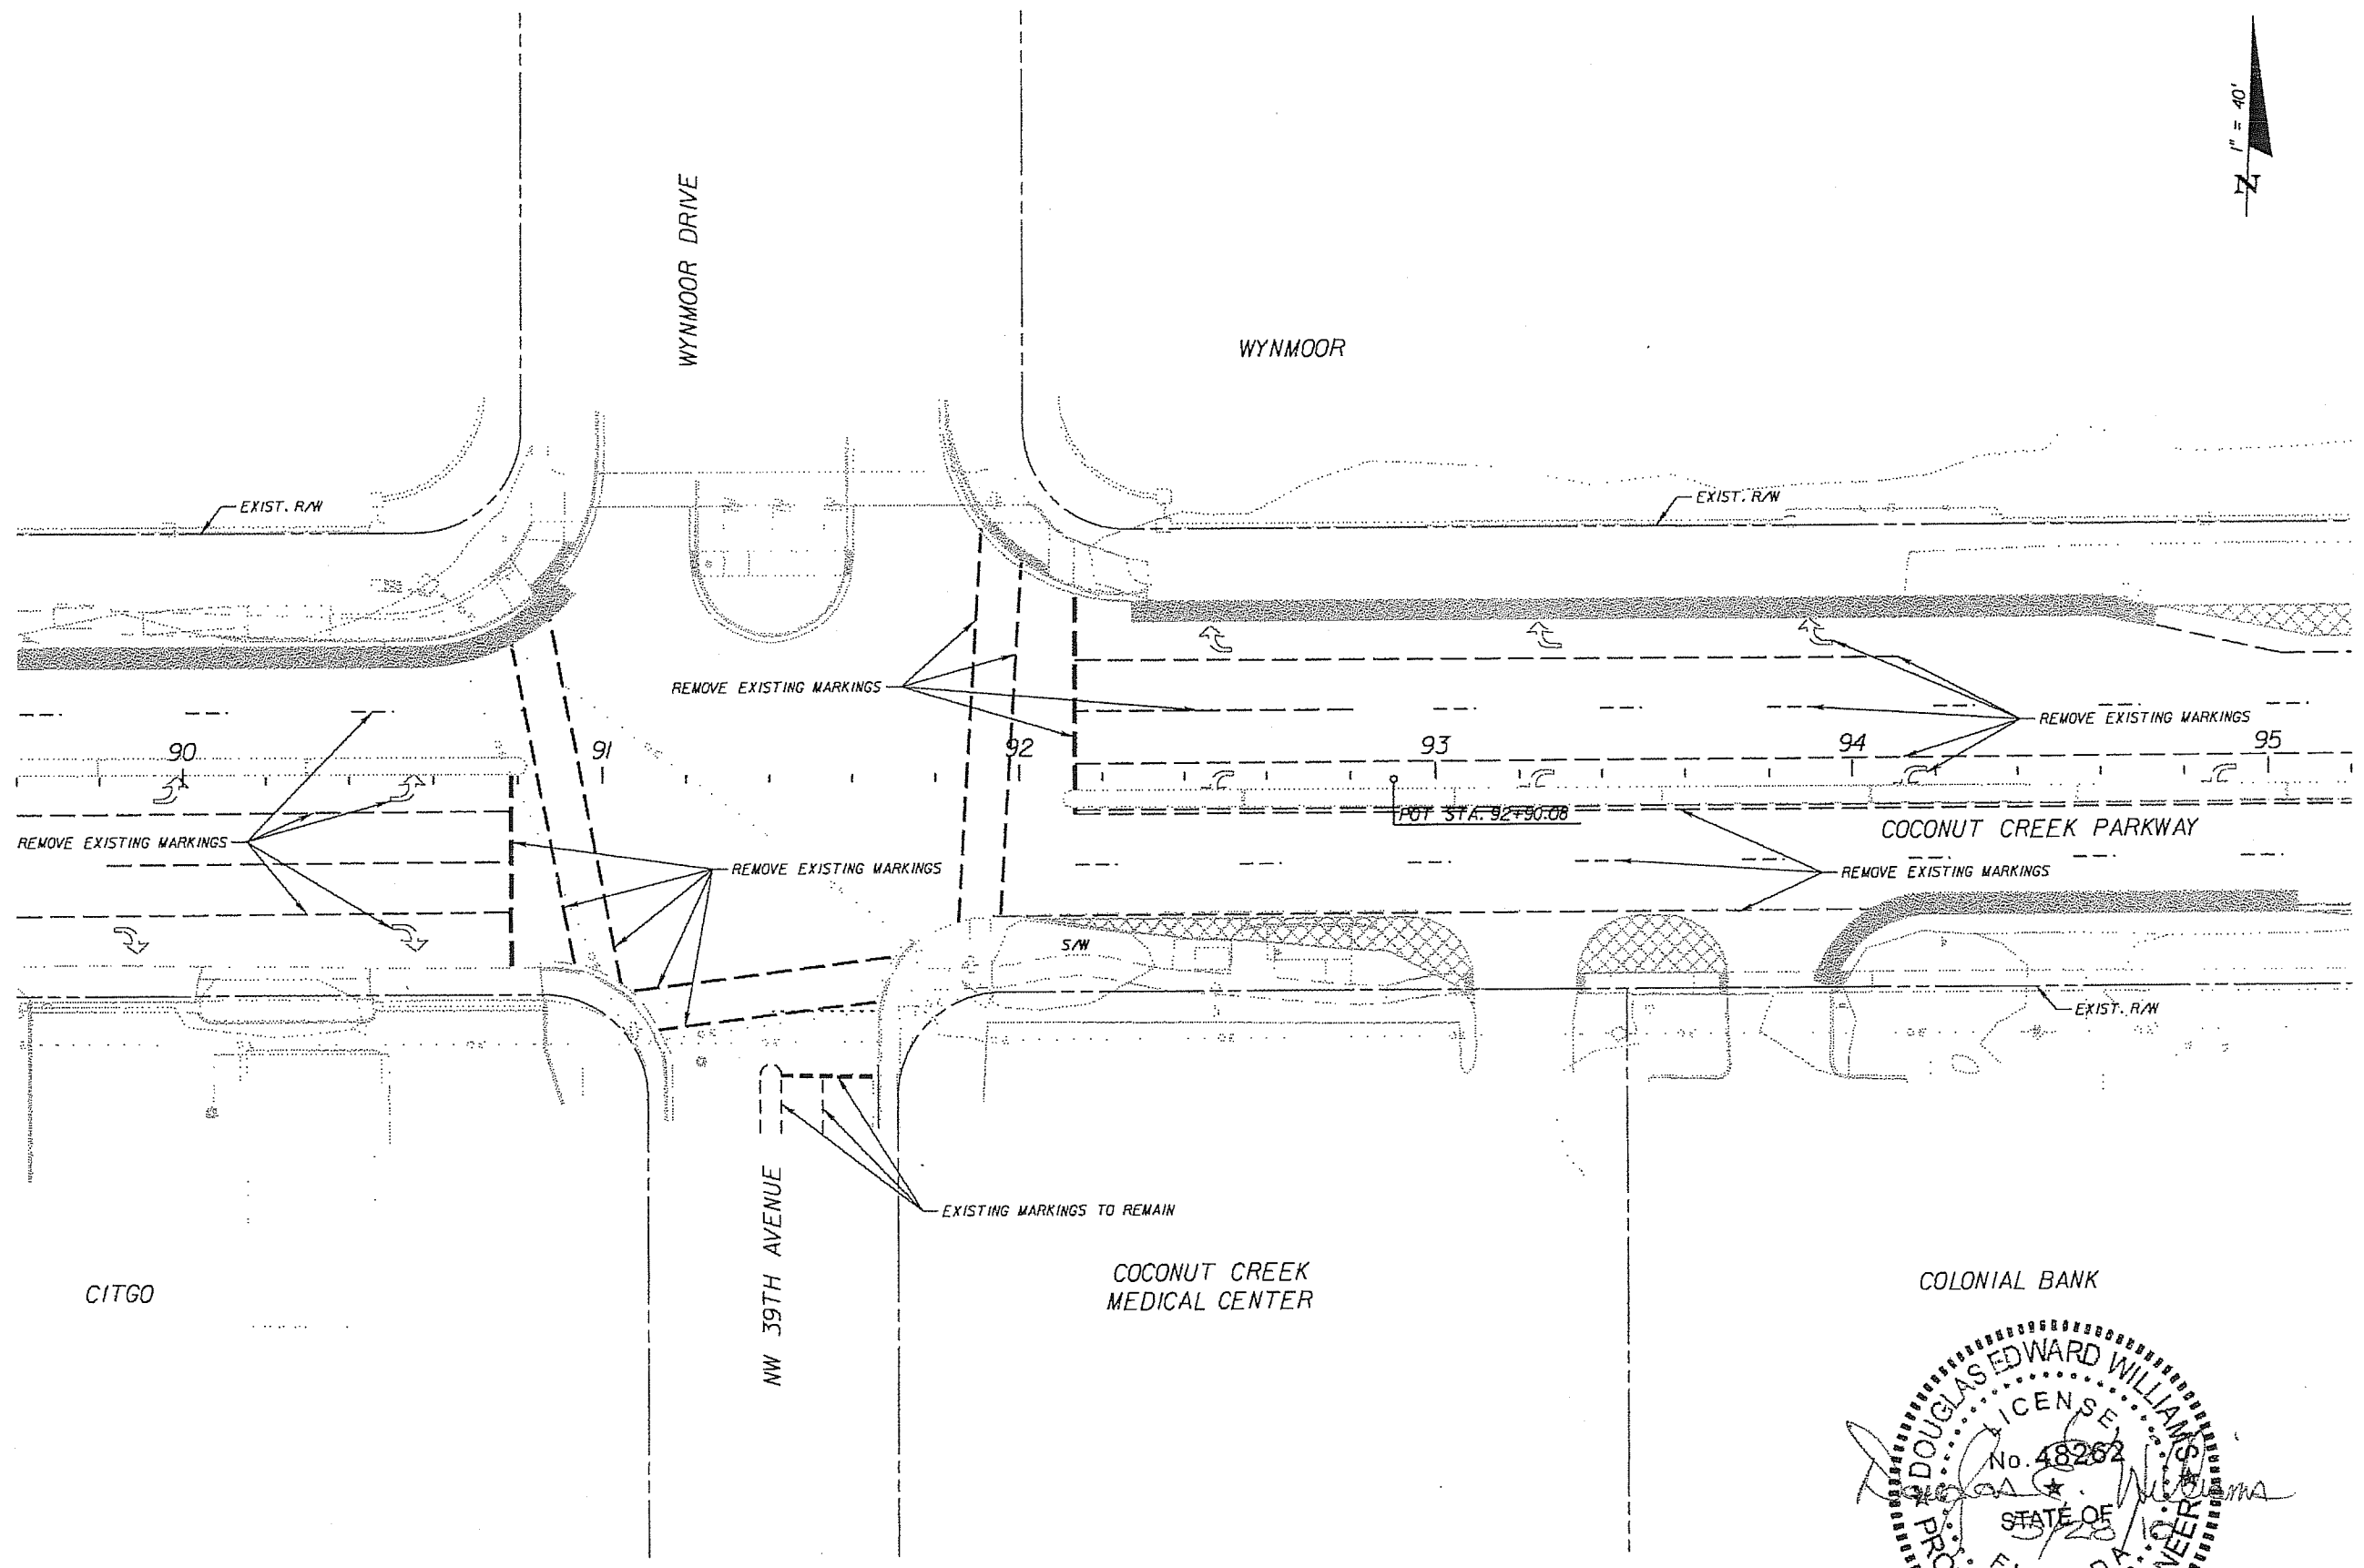 1" = 40'
N
WYNMOOR DRIVE
WYNMOOR
EXIST. R/W
EXIST. R/W
REMOVE EXISTING MARKINGS
REMOVE EXISTING MARKINGS
90
91
92
93
94
95
POT STA. 92+90.08
COCONUT CREEK PARKWAY
REMOVE EXISTING MARKINGS
REMOVE EXISTING MARKINGS
REMOVE EXISTING MARKINGS
S/W
EXIST. R/W
NW 39TH AVENUE
EXISTING MARKINGS TO REMAIN
CITGO
COCONUT CREEK
MEDICAL CENTER
COLONIAL BANK
DOUGLAS EDWARD WILLIAMS
LICENSE
No. 48262
Douglas E. Williams
STATE OF